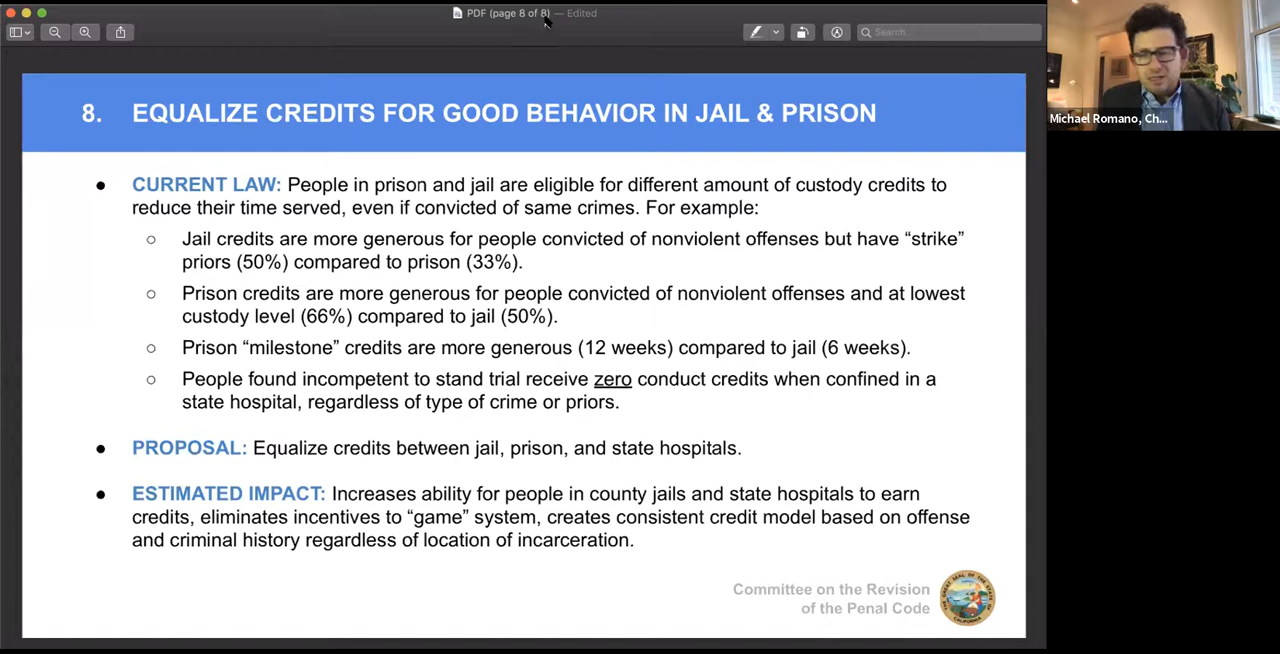 PDF (page 8 of 8) — Edited
Search
8. EQUALIZE CREDITS FOR GOOD BEHAVIOR IN JAIL & PRISON
Michael Romano, Ch...
● CURRENT LAW: People in prison and jail are eligible for different amount of custody credits to
reduce their time served, even if convicted of same crimes. For example:
○ Jail credits are more generous for people convicted of nonviolent offenses but have “strike”
priors (50%) compared to prison (33%).
○ Prison credits are more generous for people convicted of nonviolent offenses and at lowest
custody level (66%) compared to jail (50%).
○ Prison “milestone” credits are more generous (12 weeks) compared to jail (6 weeks).
○ People found incompetent to stand trial receive zero conduct credits when confined in a
state hospital, regardless of type of crime or priors.
● PROPOSAL: Equalize credits between jail, prison, and state hospitals.
● ESTIMATED IMPACT: Increases ability for people in county jails and state hospitals to earn
credits, eliminates incentives to “game” system, creates consistent credit model based on offense
and criminal history regardless of location of incarceration.
Committee on the Revision
of the Penal Code
THE GREAT SEAL OF THE STATE OF CALIFORNIA